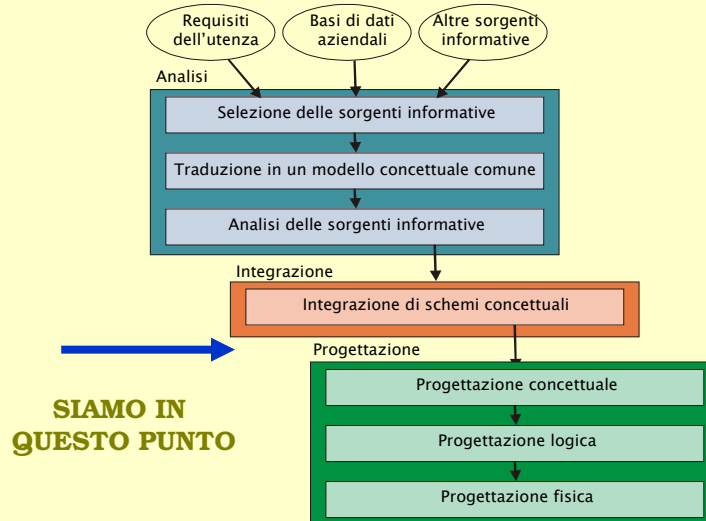 Requisiti
dell'utenza
Basi di dati
aziendali
Altre sorgenti
informative
Analisi
Selezione delle sorgenti informative
Traduzione in un modello concettuale comune
Analisi delle sorgenti informative
Integrazione
Integrazione di schemi concettuali
Progettazione
SIAMO IN
QUESTO PUNTO
Progettazione concettuale
Progettazione logica
Progettazione fisica